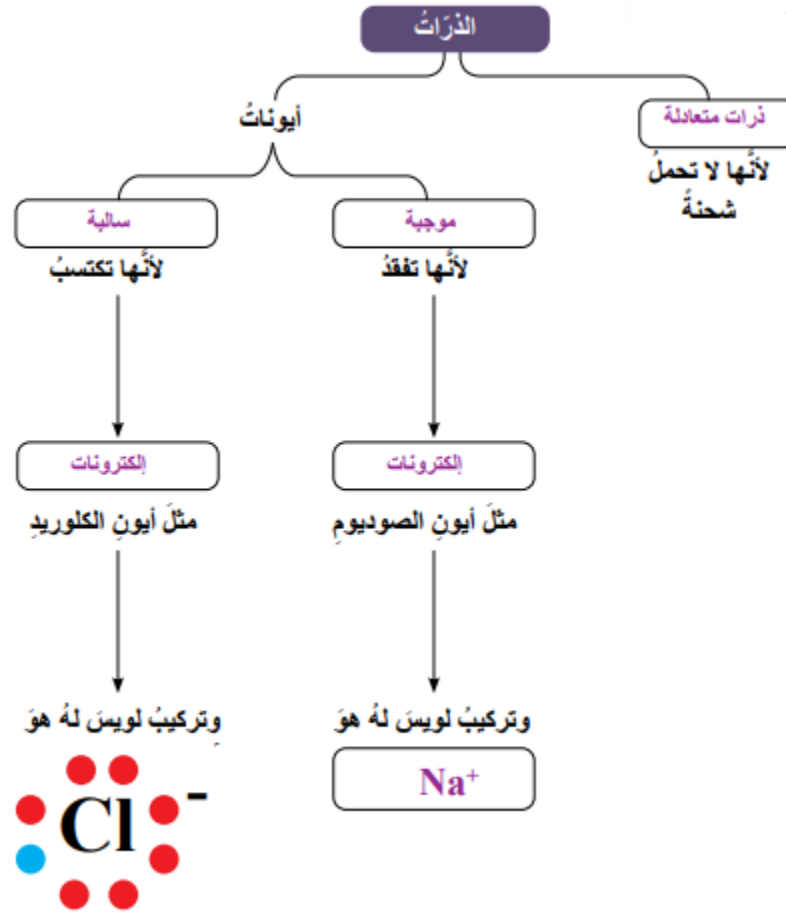 الذرّاتُ
ذرات متعادلة
لأنَّها لا تحملُ
شحنةً
أيوناتُ
موجبة
لأنَّها تفقدُ
إلكترونات
مثلَ أيونِ الصوديومِ
وتركيبُ لويسَ لهُ هوَ
Na⁺
سالبة
لأنَّها تكتسبُ
إلكترونات
مثلَ أيونِ الكلوريدِ
وتركيبُ لويسَ لهُ هوَ
Cl -